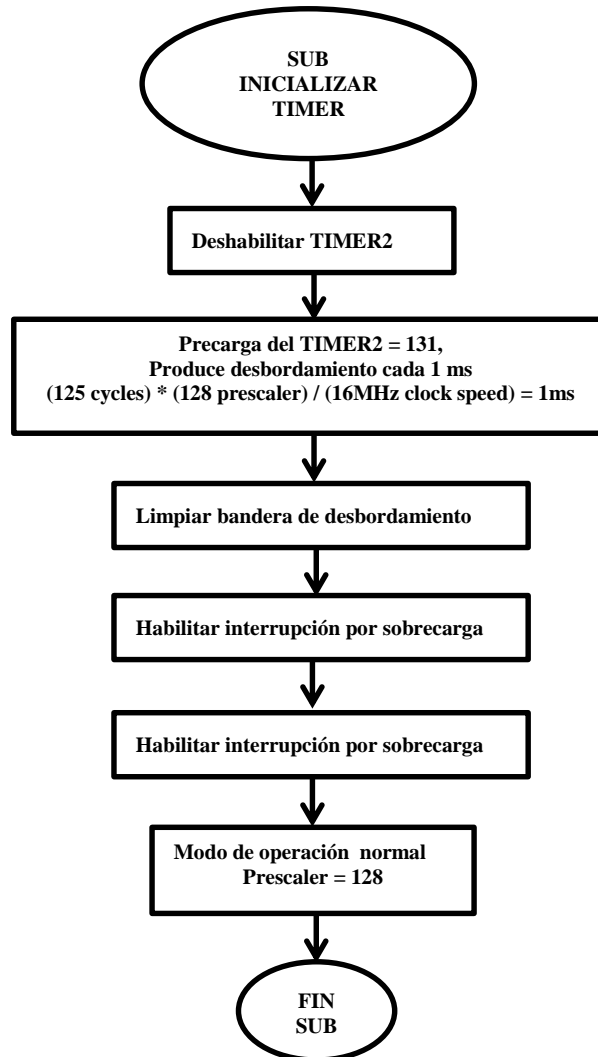 SUB
INICIALIZAR
TIMER
Deshabilitar TIMER2
Precarga del TIMER2 = 131,
Produce desbordamiento cada 1 ms
(125 cycles) * (128 prescaler) / (16MHz clock speed) = 1ms
Limpiar bandera de desbordamiento
Habilitar interrupción por sobrecarga
Habilitar interrupción por sobrecarga
Modo de operación normal
Prescaler = 128
FIN
SUB